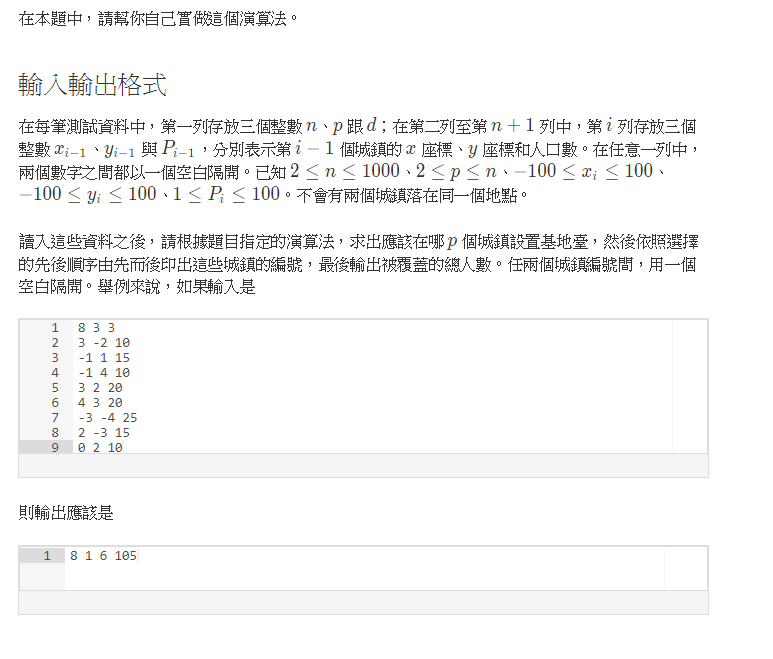 在本題中，請幫你自己實做這個演算法。
輸入輸出格式
在每筆測試資料中，第一列存放三個整數 n、p 跟 d；在第二列至第 n + 1 列中，第 i 列存放三個
整數 x_{i−1}、y_{i−1} 與 P_{i−1}，分別表示第 i − 1 個城鎮的 x 座標、y 座標和人口數。在任意一列中，
兩個數字之間都以一個空白隔開。已知 2 ≤ n ≤ 1000、2 ≤ p ≤ n、−100 ≤ x_i ≤ 100、
−100 ≤ y_i ≤ 100、1 ≤ P_i ≤ 100。不會有兩個城鎮落在同一個地點。
讀入這些資料之後，請根據題目指定的演算法，求出應該在哪 p 個城鎮設置基地臺，然後依照選擇
的先後順序由先而後印出這些城鎮的編號，最後輸出被覆蓋的總人數。任兩個城鎮編號間，用一個
空白隔開。舉例來說，如果輸入是
1 8 3 3
2 3 -2 10
3 -1 1 15
4 -1 4 10
5 3 2 20
6 4 3 20
7 -3 -4 25
8 2 -3 15
9 0 2 10
則輸出應該是
1 8 1 6 105